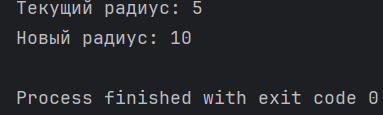 Текущий радиус: 5
Новый радиус: 10
Process finished with exit code 0